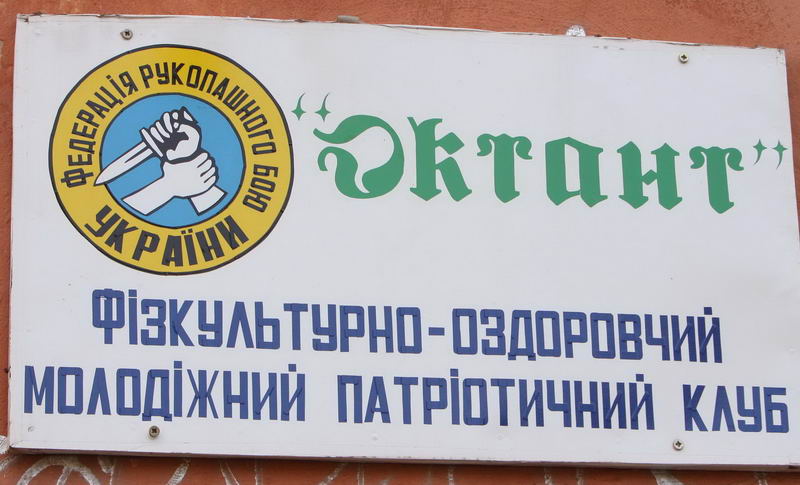 ФЕДЕРАЦІЯ РУКОПАШНОГО БОЮ
УКРАЇНИ
"Октант"
ФІЗКУЛЬТУРНО-ОЗДОРОВЧИЙ
МОЛОДІЖНИЙ ПАТРІОТИЧНИЙ КЛУБ